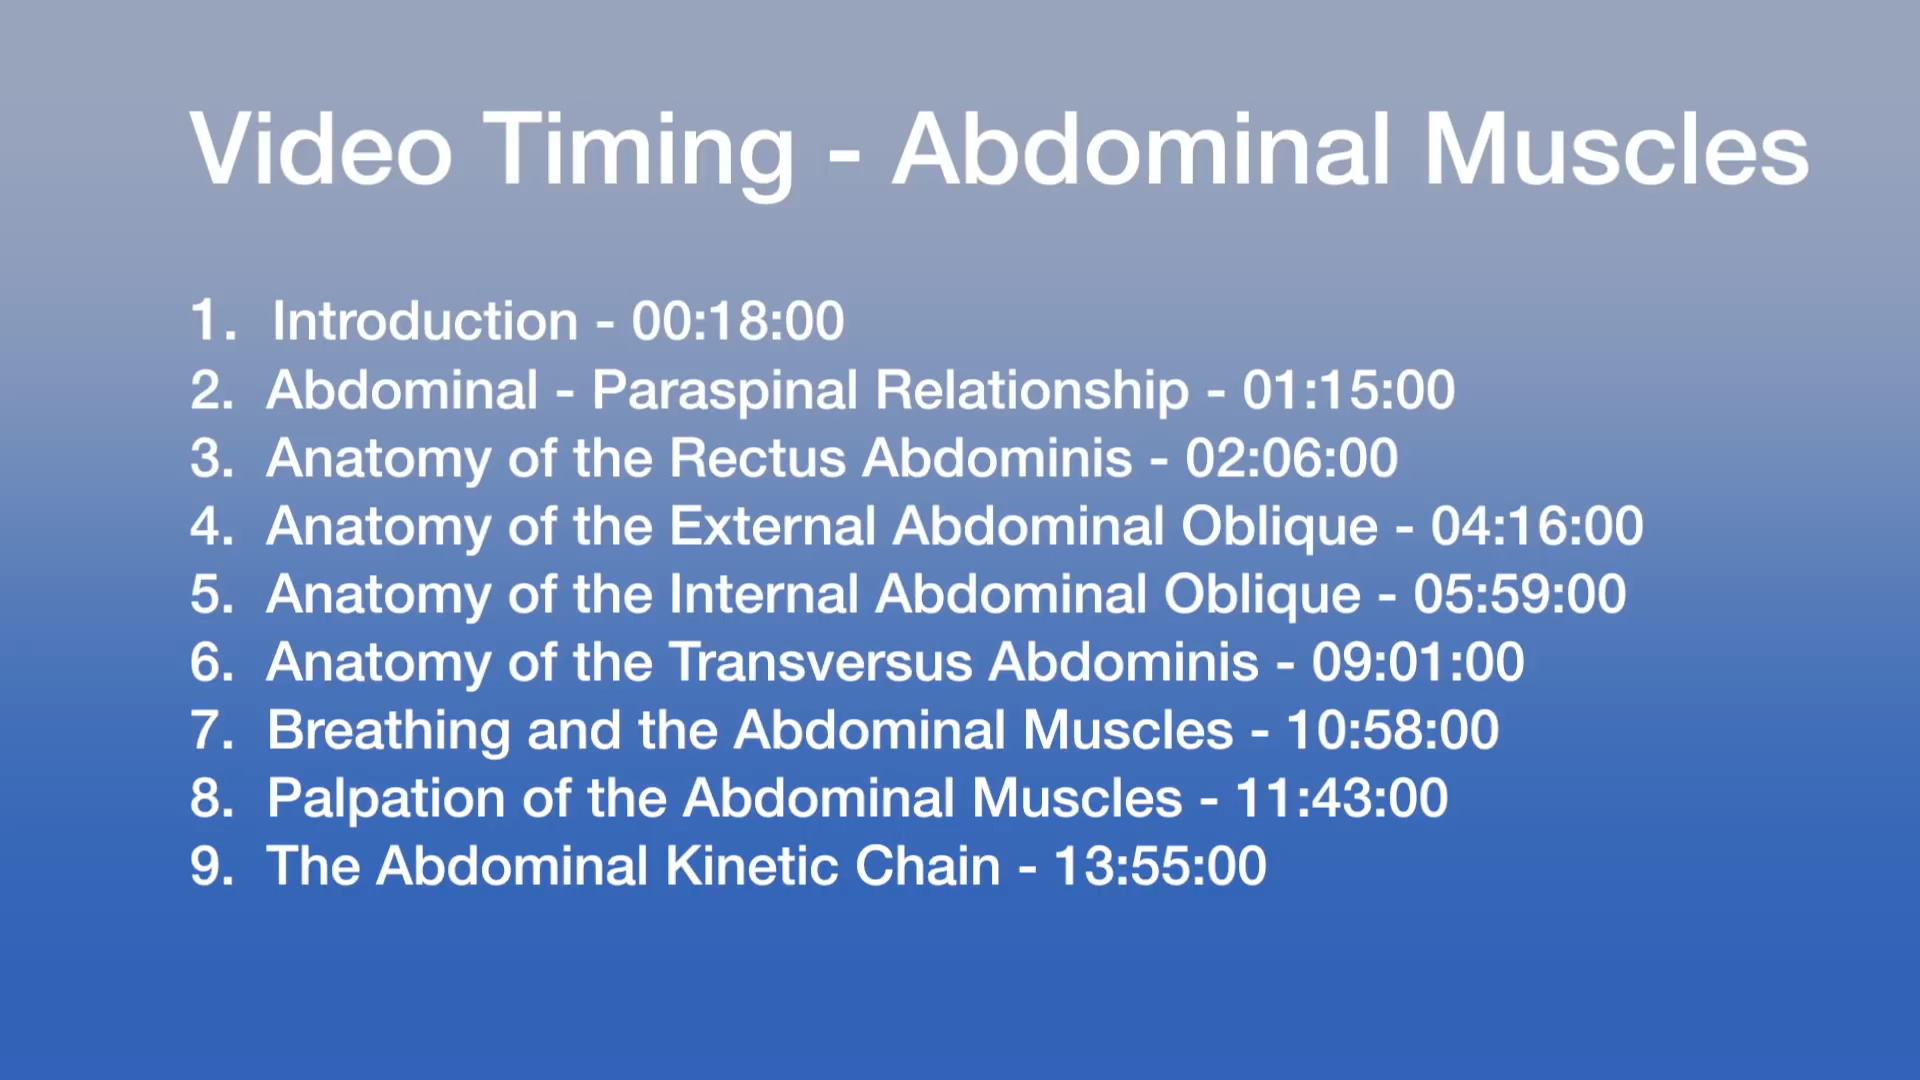 Video Timing - Abdominal Muscles
1. Introduction - 00:18:00
2. Abdominal - Paraspinal Relationship - 01:15:00
3. Anatomy of the Rectus Abdominis - 02:06:00
4. Anatomy of the External Abdominal Oblique - 04:16:00
5. Anatomy of the Internal Abdominal Oblique - 05:59:00
6. Anatomy of the Transversus Abdominis - 09:01:00
7. Breathing and the Abdominal Muscles - 10:58:00
8. Palpation of the Abdominal Muscles - 11:43:00
9. The Abdominal Kinetic Chain - 13:55:00